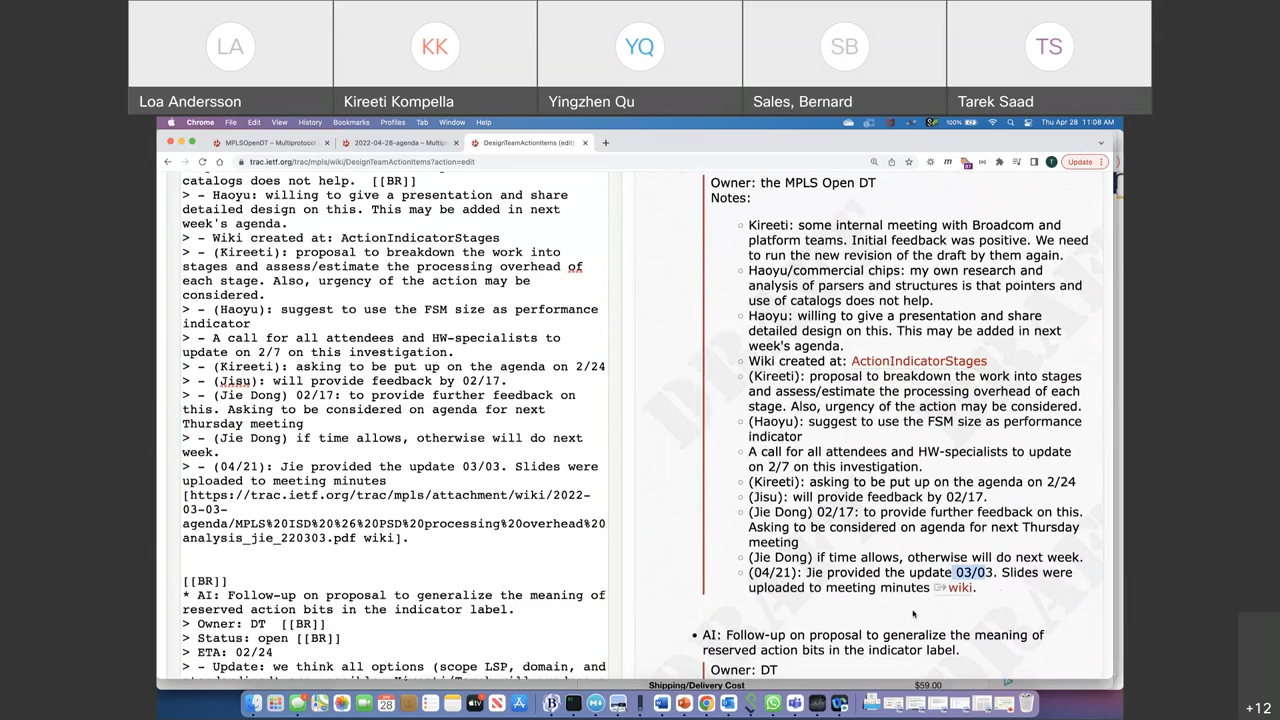 LA
KK
YQ
SB
TS
Loa Andersson
Kireeti Kompella
Yingzhen Qu
Sales, Bernard
Tarek Saad
Chrome File Edit View History Bookmarks Profiles Tab Window Help
100% Thu Apr 28 11:08 AM
MPLSOpenDT – Multiprotocol
2022-04-28-agenda – Multipr
DesignTeamActionItems (edit)
trac.ietf.org/trac/mpls/wiki/DesignTeamActionItems?action=edit
Update
catalogs does not help. [[BR]]
> - Haoyu: willing to give a presentation and share
detailed design on this. This may be added in next
week's agenda.
> - Wiki created at: ActionIndicatorStages
> - (Kireeti): proposal to breakdown the work into
stages and assess/estimate the processing overhead of
each stage. Also, urgency of the action may be
considered.
> - (Haoyu): suggest to use the FSM size as performance
indicator
> - A call for all attendees and HW-specialists to
update on 2/7 on this investigation.
> - (Kireeti): asking to be put up on the agenda on 2/24
> - (Jisu): will provide feedback by 02/17.
> - (Jie Dong) 02/17: to provide further feedback on
this. Asking to be considered on agenda for next
Thursday meeting
> - (Jie Dong) if time allows, otherwise will do next
week.
> - (04/21): Jie provided the update 03/03. Slides were
uploaded to meeting minutes
[https://trac.ietf.org/trac/mpls/attachment/wiki/2022-
03-03-
agenda/MPLS%20ISD%20%26%20PSD%20processing%20overhead%20
analysis_jie_220303.pdf wiki].
[[BR]]
* AI: Follow-up on proposal to generalize the meaning of
reserved action bits in the indicator label.
> Owner: DT [[BR]]
> Status: open [[BR]]
> ETA: 02/24
> - Update: we think all options (scope LSP, domain, and
Owner: the MPLS Open DT
Notes:
Kireeti: some internal meeting with Broadcom and
platform teams. Initial feedback was positive. We need
to run the new revision of the draft by them again.
Haoyu/commercial chips: my own research and
analysis of parsers and structures is that pointers and
use of catalogs does not help.
Haoyu: willing to give a presentation and share
detailed design on this. This may be added in next
week's agenda.
Wiki created at: ActionIndicatorStages
(Kireeti): proposal to breakdown the work into stages
and assess/estimate the processing overhead of each
stage. Also, urgency of the action may be considered.
(Haoyu): suggest to use the FSM size as performance
indicator
A call for all attendees and HW-specialists to update
on 2/7 on this investigation.
(Kireeti): asking to be put up on the agenda on 2/24
(Jisu): will provide feedback by 02/17.
(Jie Dong) 02/17: to provide further feedback on this.
Asking to be considered on agenda for next Thursday
meeting
(Jie Dong) if time allows, otherwise will do next week.
(04/21): Jie provided the update 03/03. Slides were
uploaded to meeting minutes wiki.
AI: Follow-up on proposal to generalize the meaning of
reserved action bits in the indicator label.
Owner: DT
DRAFT
Shipping/Delivery Cost $59.00
+12